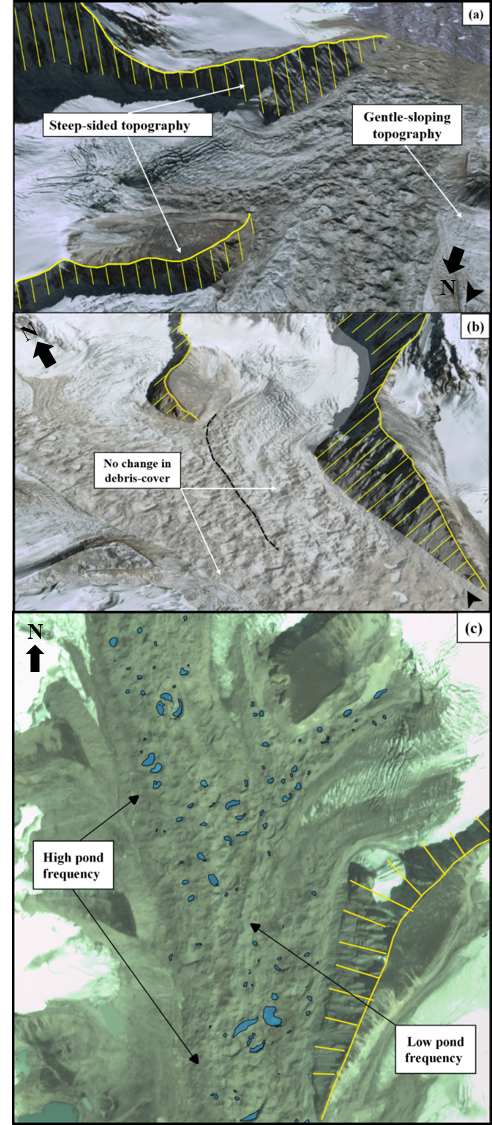 (a)
Steep-sided topography
Gentle-sloping
topography
N
N
(b)
No change in
debris-cover
N
(c)
High pond
frequency
Low pond
frequency